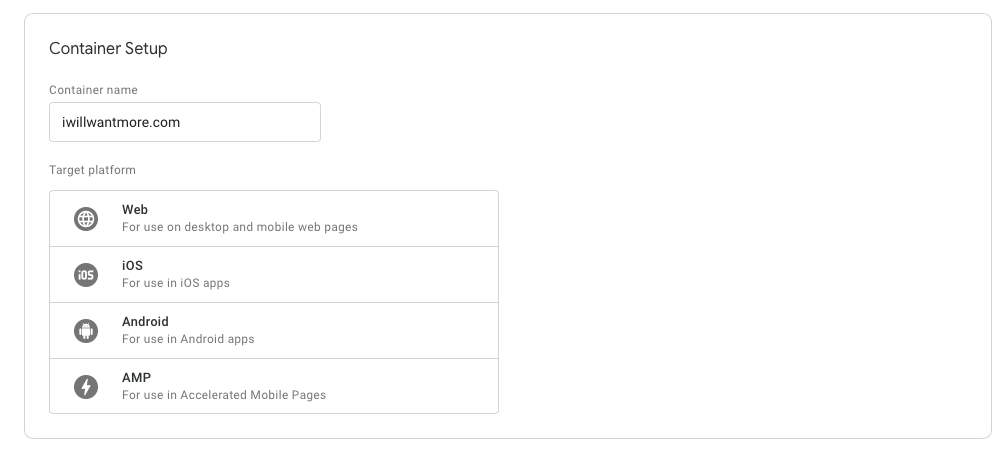 Container Setup
Container name
iwillwantmore.com
Target platform
Web
For use on desktop and mobile web pages
iOS
iOS
For use in iOS apps
Android
For use in Android apps
AMP
For use in Accelerated Mobile Pages